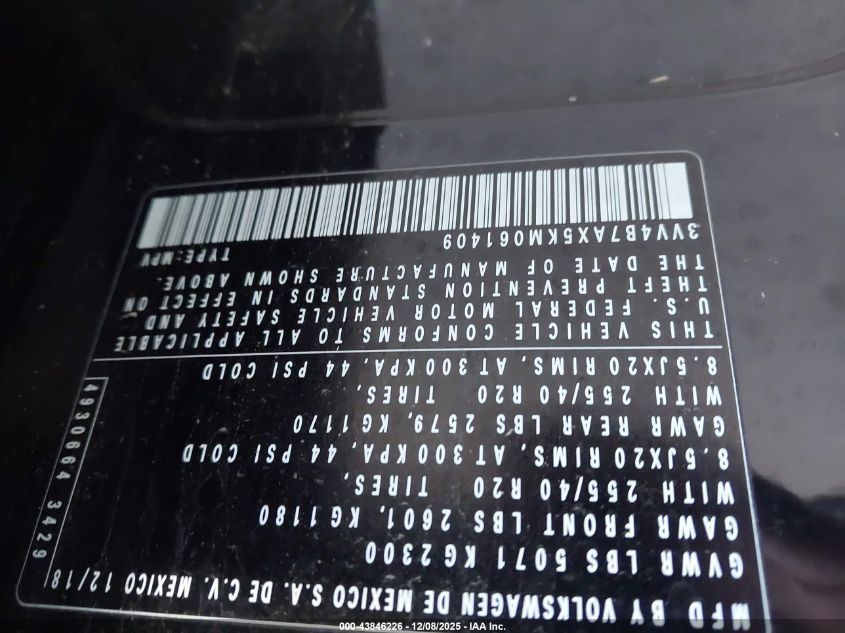 MFD BY VOLKSWAGEN DE MEXICO S.A. DE C.V. MEXICO 12/18
GVWR LBS 5071 KG 2300
GAWR FRONT LBS 2601, KG 1180
WITH 255/40 R20 TIRES,
8.5JX20 RIMS, AT 300KPA, 44 PSI COLD
GAWR REAR LBS 2579, KG 1170
WITH 255/40 R20 TIRES,
8.5JX20 RIMS, AT 300KPA, 44 PSI COLD
THIS VEHICLE CONFORMS TO ALL APPLICABLE
U.S. FEDERAL MOTOR VEHICLE SAFETY AND
THEFT PREVENTION STANDARDS IN EFFECT ON
THE DATE OF MANUFACTURE SHOWN ABOVE.
3VV4B7AX5KM061409 TYPE:MPV
4930664 3429
000-43846226 - 12/08/2025 - IAA Inc.